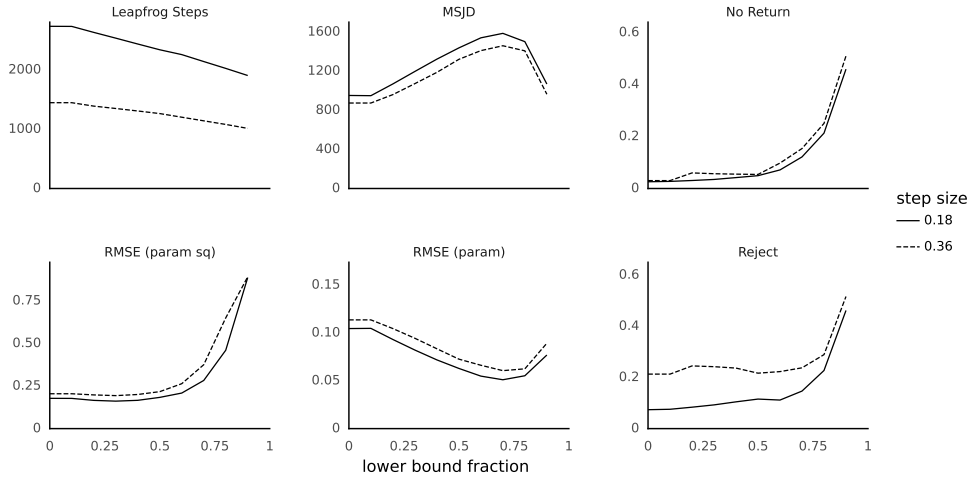 Leapfrog Steps
2000
1000
0
MSJD
1600
1200
800
400
0
No Return
0.6
0.4
0.2
0
RMSE (param sq)
0.75
0.50
0.25
0
0 0.25 0.5 0.75 1
RMSE (param)
0.15
0.10
0.05
0
0 0.25 0.5 0.75 1
Reject
0.6
0.4
0.2
0
0 0.25 0.5 0.75 1
lower bound fraction
step size
0.18
0.36